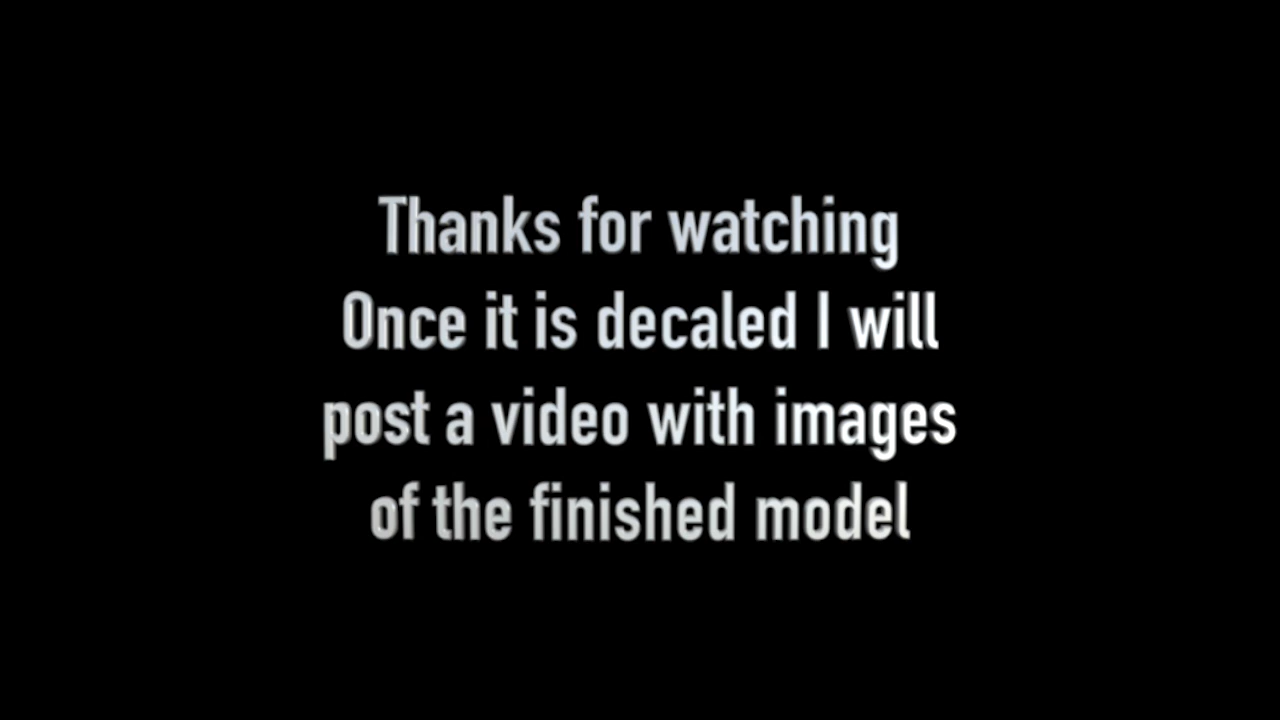 Thanks for watching
Once it is decaled I will
post a video with images
of the finished model